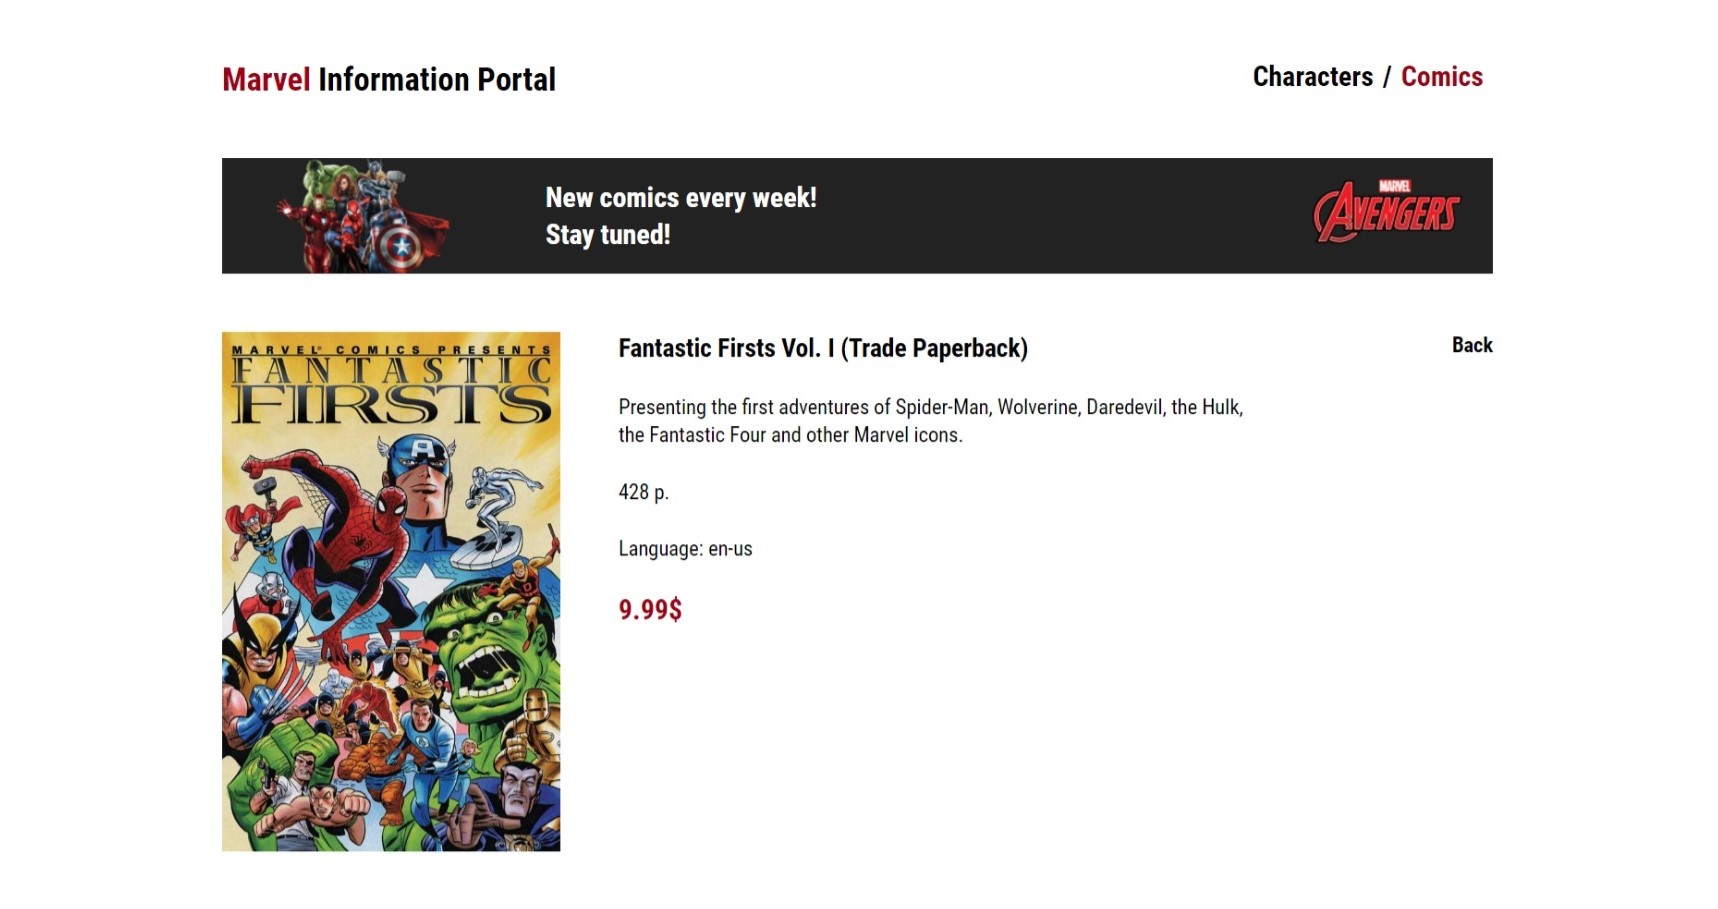 Marvel Information Portal
Characters / Comics
New comics every week!
Stay tuned!
MARVEL
AVENGERS
MARVEL® COMICS PRESENTS
FANTASTIC
FIRSTS
Fantastic Firsts Vol. I (Trade Paperback)
Back
Presenting the first adventures of Spider-Man, Wolverine, Daredevil, the Hulk,
the Fantastic Four and other Marvel icons.
428 p.
Language: en-us
9.99$